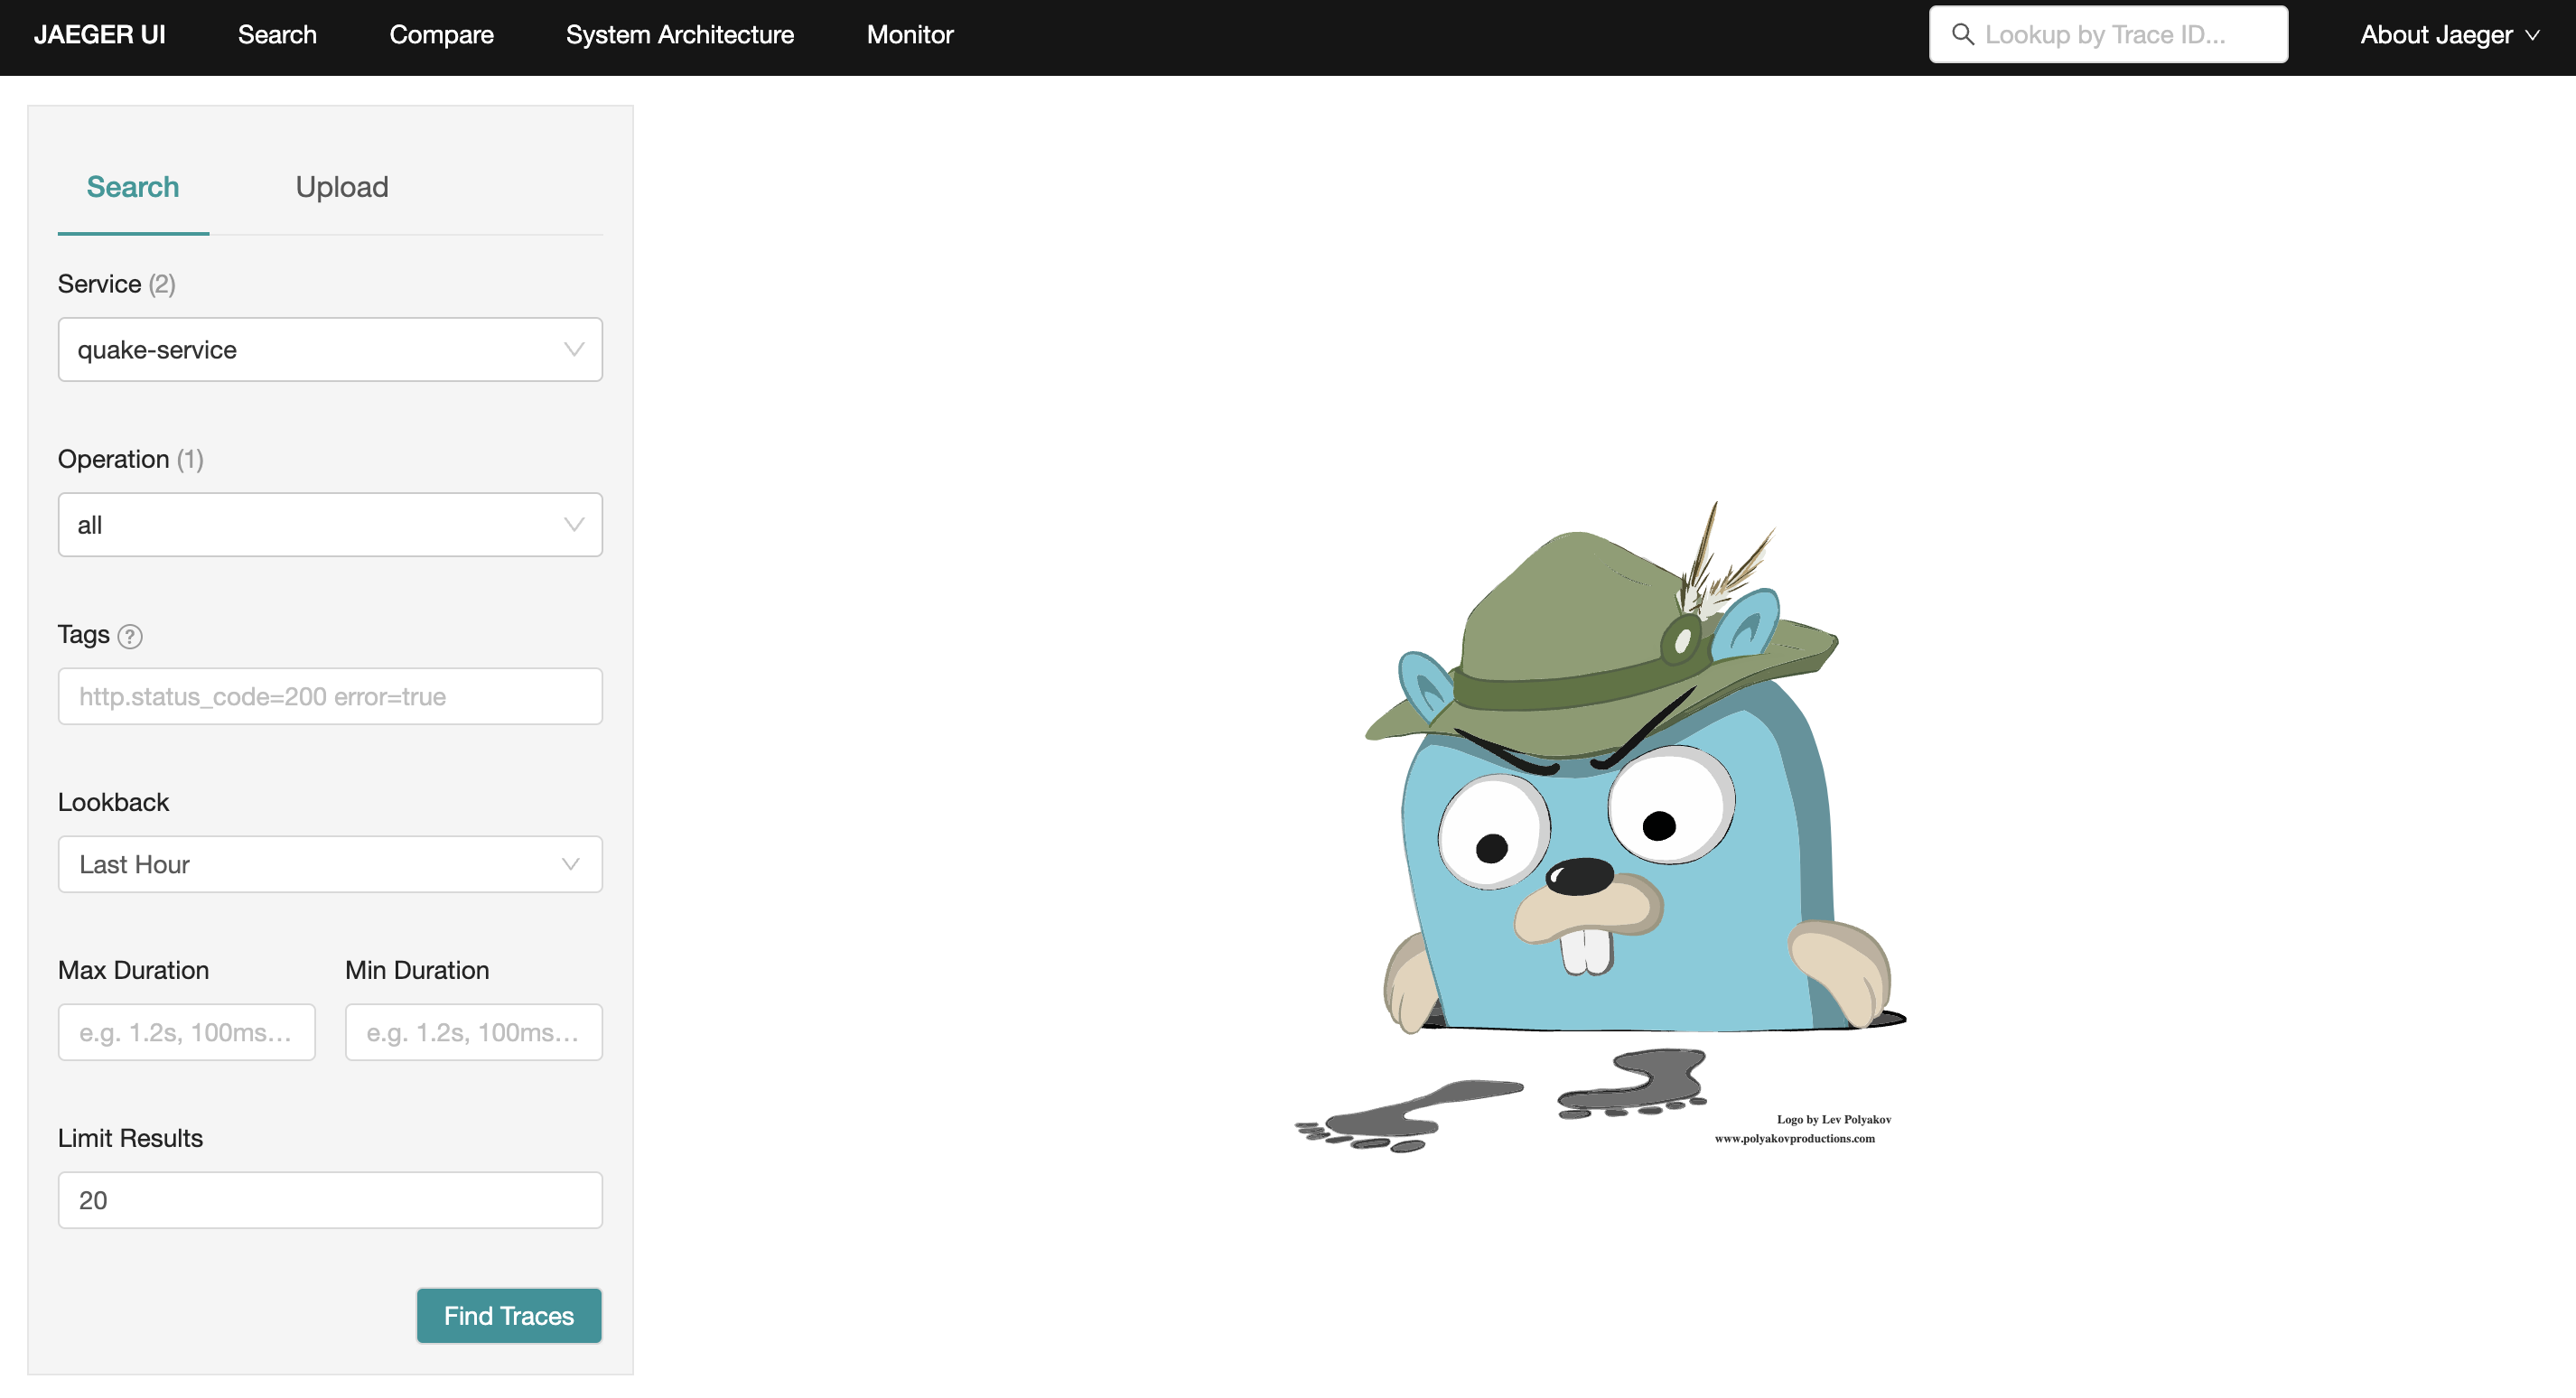 JAEGER UI Search Compare System Architecture Monitor Lookup by Trace ID... About Jaeger
Search Upload
Service (2)
quake-service
Operation (1)
all
Tags ?
http.status_code=200 error=true
Lookback
Last Hour
Max Duration Min Duration
e.g. 1.2s, 100ms... e.g. 1.2s, 100ms...
Limit Results
20
Find Traces
Logo by Lev Polyakov
www.polyakovproductions.com